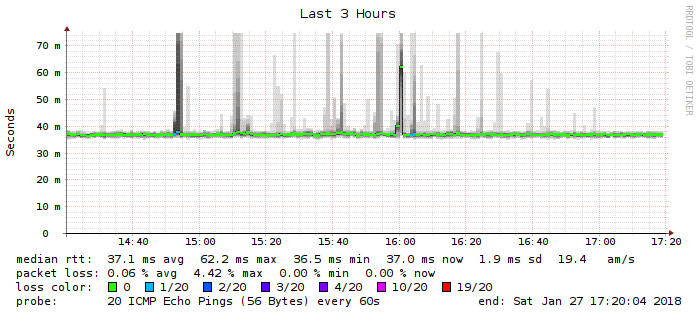 Last 3 Hours
RRDTOOL / TOBI OETIKER
Seconds
70 m
60 m
50 m
40 m
30 m
20 m
10 m
0
14:40 15:00 15:20 15:40 16:00 16:20 16:40 17:00 17:20
median rtt: 37.1 ms avg 62.2 ms max 36.5 ms min 37.0 ms now 1.9 ms sd 19.4 am/s
packet loss: 0.06 % avg 4.42 % max 0.00 % min 0.00 % now
loss color: 0 1/20 2/20 3/20 4/20 10/20 19/20
probe: 20 ICMP Echo Pings (56 Bytes) every 60s end: Sat Jan 27 17:20:04 2018